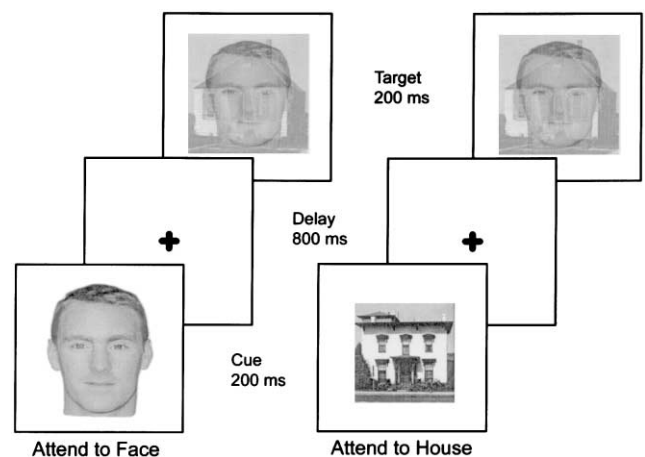 Target
200 ms
Delay
800 ms
Cue
200 ms
Attend to Face
Attend to House